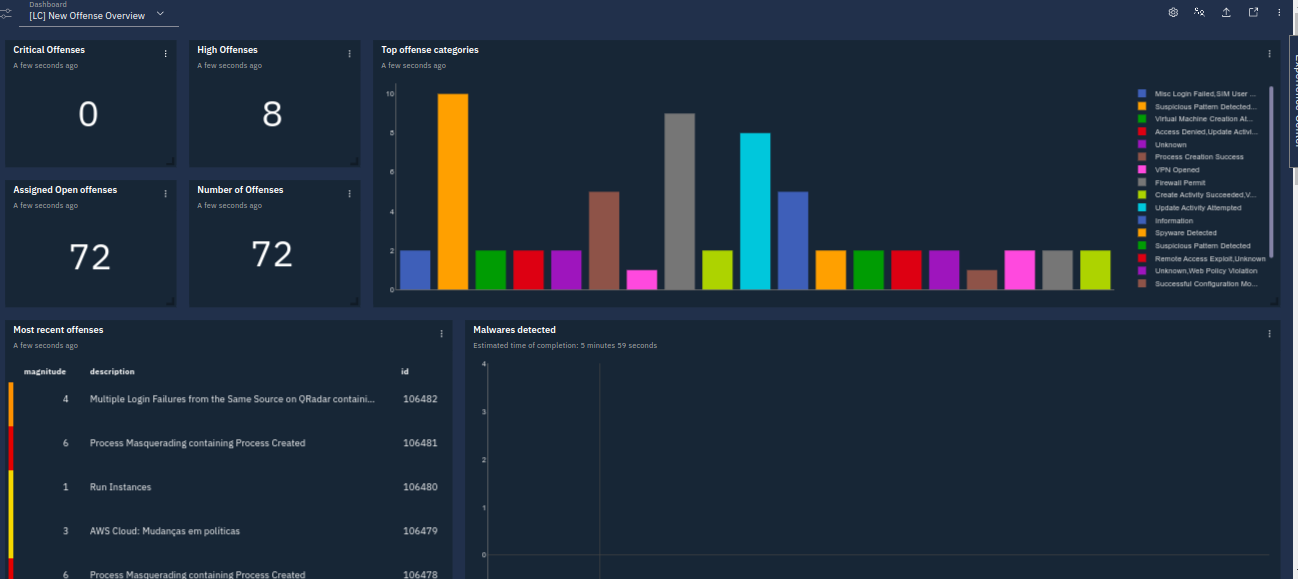 Dashboard
[LC] New Offense Overview
Critical Offenses
A few seconds ago
0
High Offenses
A few seconds ago
8
Assigned Open offenses
A few seconds ago
72
Number of Offenses
A few seconds ago
72
Top offense categories
A few seconds ago
10
8
6
4
2
0
Misc Login Failed,SIM User ...
Suspicious Pattern Detected...
Virtual Machine Creation At...
Access Denied,Update Activi...
Unknown
Process Creation Success
VPN Opened
Firewall Permit
Create Activity Succeeded,V...
Update Activity Attempted
Information
Spyware Detected
Suspicious Pattern Detected
Remote Access Exploit,Unknown
Unknown,Web Policy Violation
Successful Configuration Mo...
Most recent offenses
A few seconds ago
magnitude description id
4 Multiple Login Failures from the Same Source on QRadar containi... 106482
6 Process Masquerading containing Process Created 106481
1 Run Instances 106480
3 AWS Cloud: Mudanças em políticas 106479
6 Process Masquerading containing Process Created 106478
Malwares detected
Estimated time of completion: 5 minutes 59 seconds
4
3
2
1
0